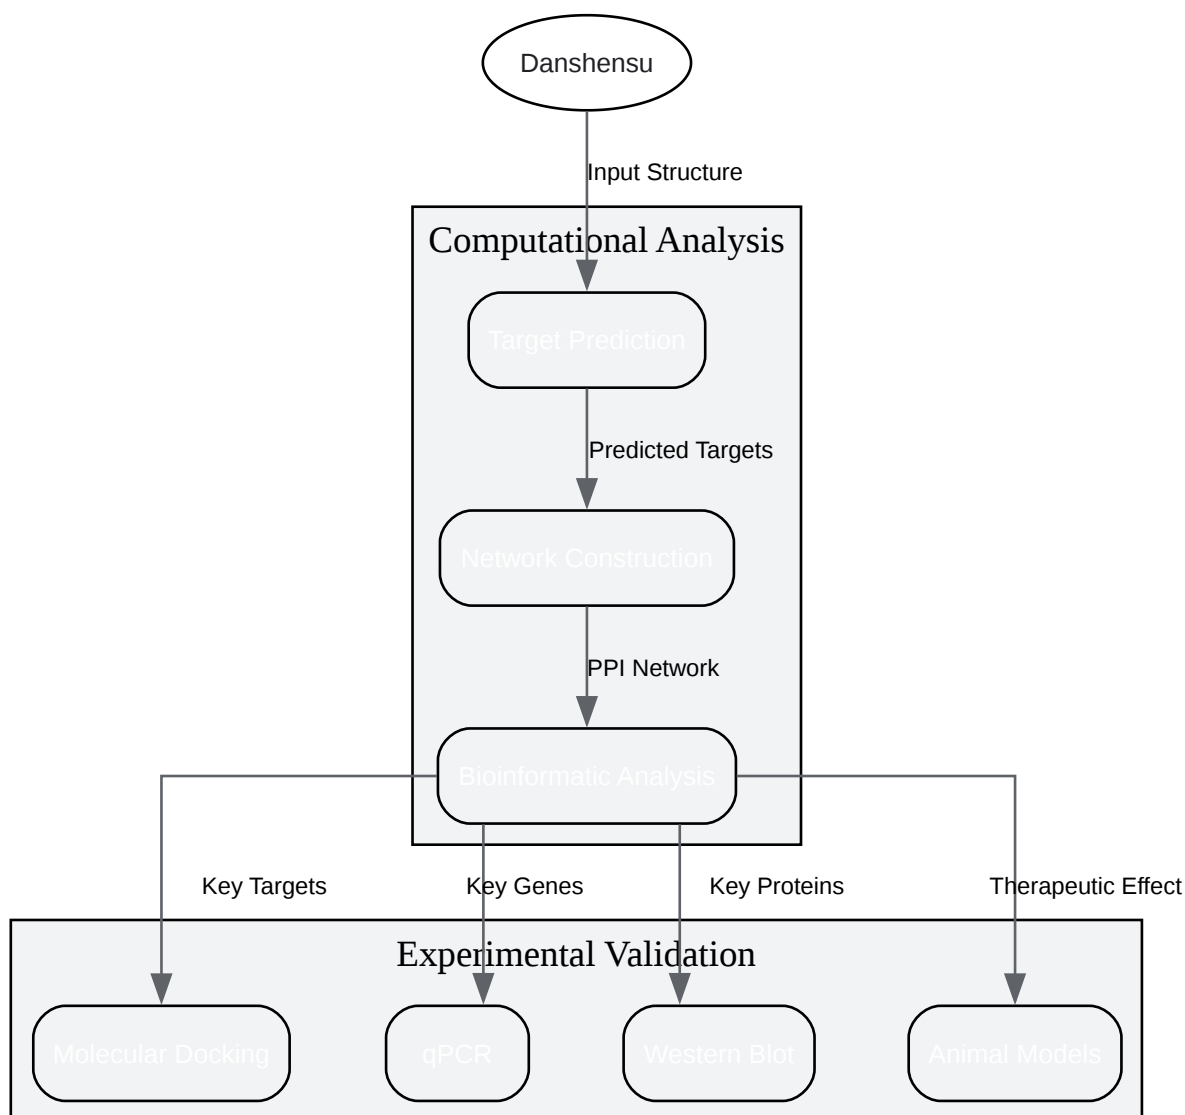 Danshensu
Input Structure
Computational Analysis
Target Prediction
Predicted Targets
Network Construction
PPI Network
Bioinformatic Analysis
Key Targets
Key Genes
Key Proteins
Therapeutic Effect
Experimental Validation
Molecular Docking
qPCR
Western Blot
Animal Models